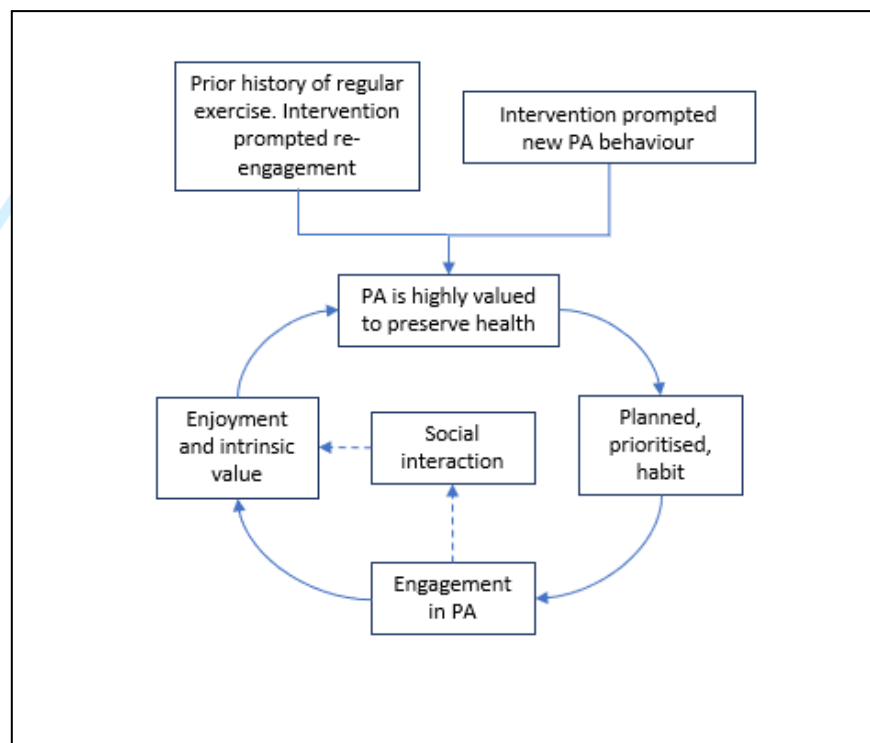 Prior history of regular
exercise. Intervention
prompted re-
engagement
Intervention prompted
new PA behaviour
PA is highly valued
to preserve health
Enjoyment
and intrinsic
value
Social
interaction
Planned,
prioritised,
habit
Engagement
in PA